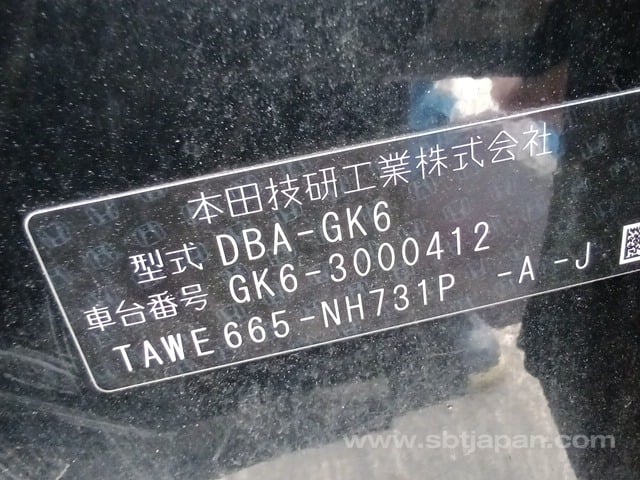 本田技研工業株式会社
型式 DBA-GK6
車台番号 GK6-3000412
TAWE665-NH731P -A -J
www.sbtjapan.com